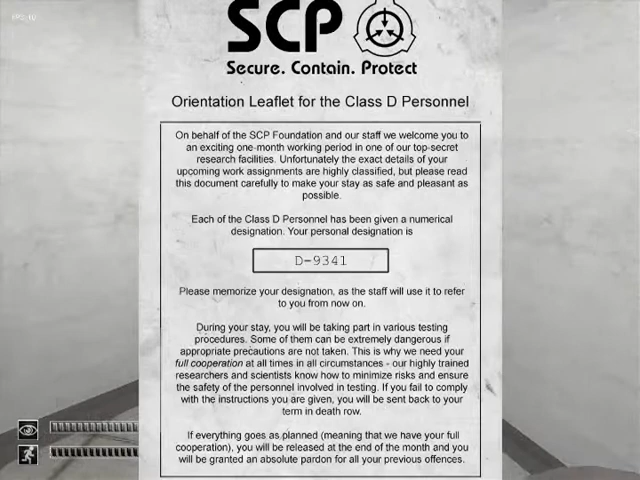 FPS: 10
SCP
Secure. Contain. Protect
Orientation Leaflet for the Class D Personnel
On behalf of the SCP Foundation and our staff we welcome you to
an exciting one-month working period in one of our top-secret
research facilities. Unfortunately the exact details of your
upcoming work assignments are highly classified, but please read
this document carefully to make your stay as safe and pleasant as
possible.
Each of the Class D Personnel has been given a numerical
designation. Your personal designation is
D-9341
Please memorize your designation, as the staff will use it to refer
to you from now on.
During your stay, you will be taking part in various testing
procedures. Some of them can be extremely dangerous if
appropriate precautions are not taken. This is why we need your
full cooperation at all times in all circumstances - our highly trained
researchers and scientists know how to minimize risks and ensure
the safety of the personnel involved in testing. If you fail to comply
with the instructions you are given, you will be sent back to your
term in death row.
If everything goes as planned (meaning that we have your full
cooperation), you will be released at the end of the month and you
will be granted an absolute pardon for all your previous offences.